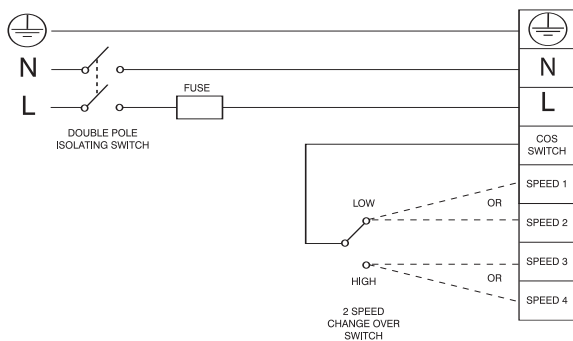 N
N
L
FUSE
L
DOUBLE POLE
ISOLATING SWITCH
COS
SWITCH
SPEED 1
LOW
OR
SPEED 2
SPEED 3
HIGH
OR
SPEED 4
2 SPEED
CHANGE OVER
SWITCH